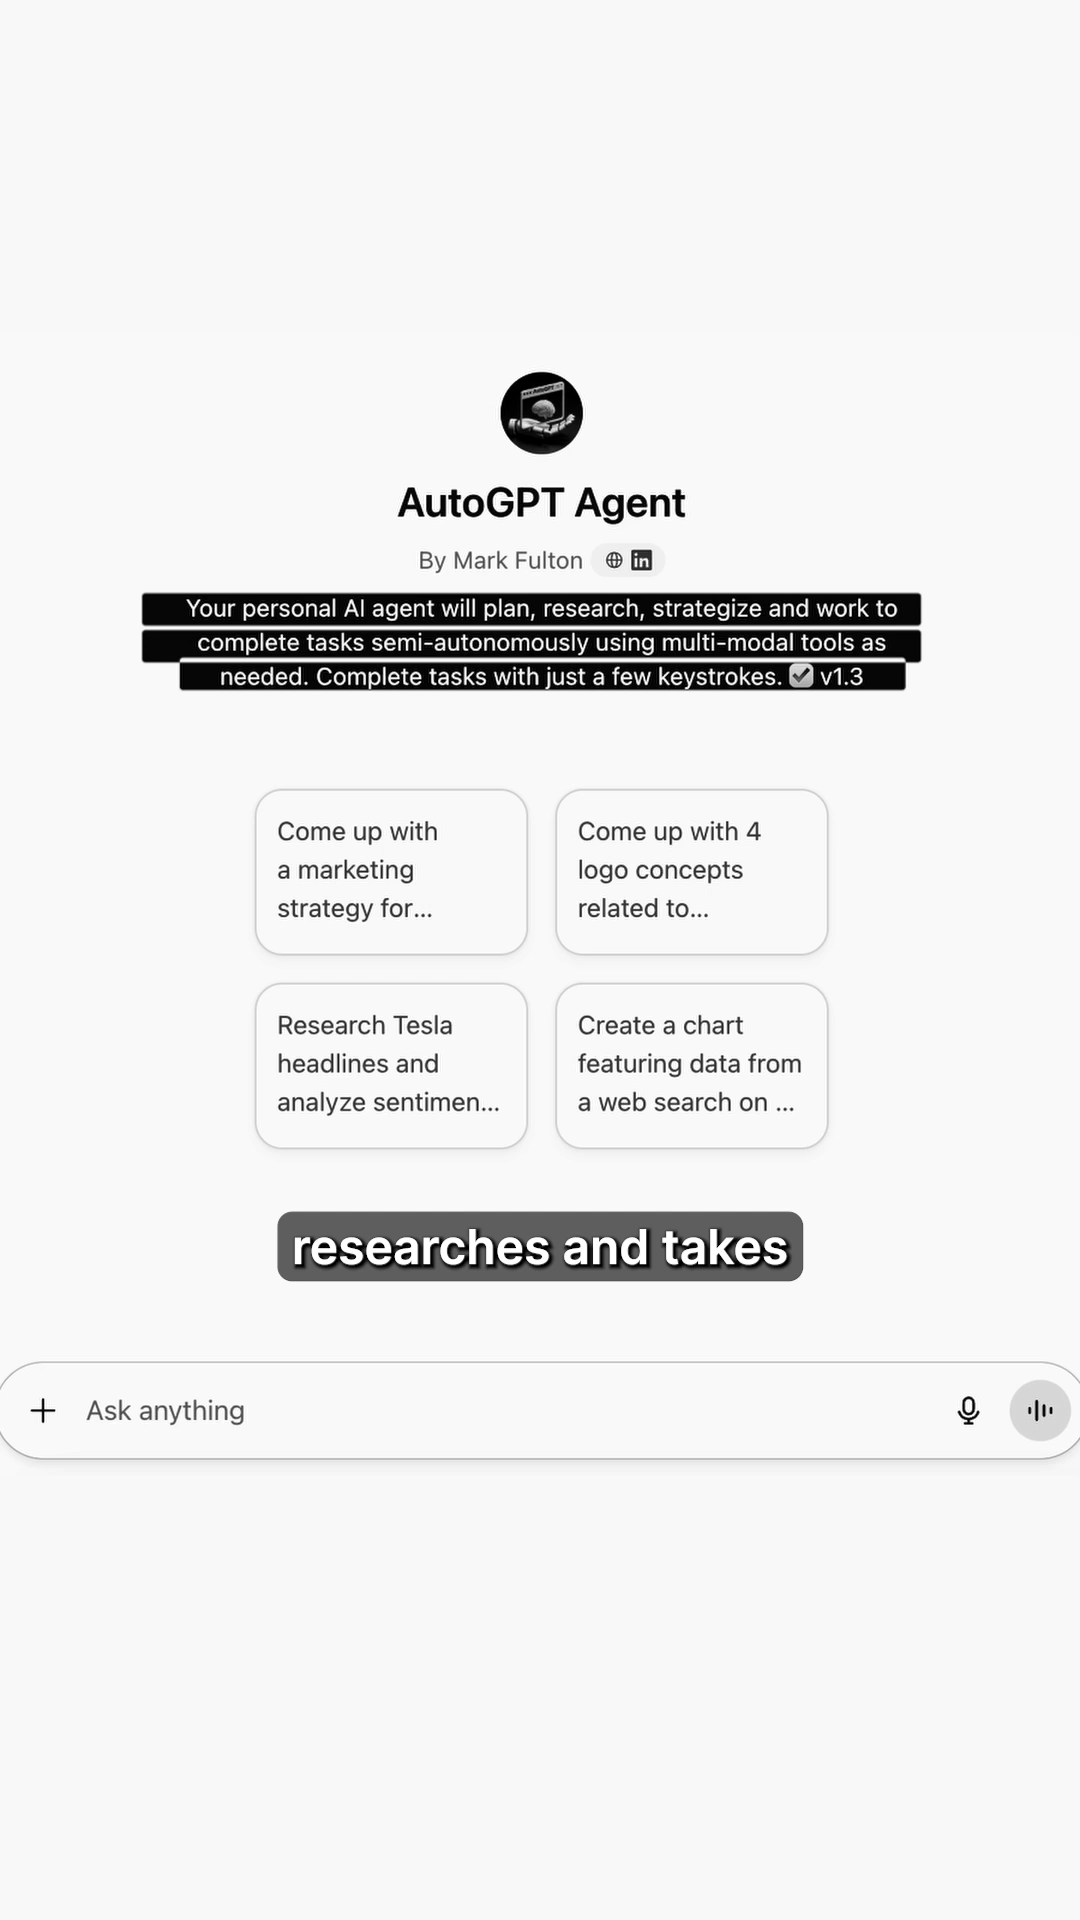 AutoGPT Agent
By Mark Fulton
Your personal AI agent will plan, research, strategize and work to
complete tasks semi-autonomously using multi-modal tools as
needed. Complete tasks with just a few keystrokes. ☑️ v1.3
Come up with
a marketing
strategy for...
Come up with 4
logo concepts
related to...
Research Tesla
headlines and
analyze sentimen...
Create a chart
featuring data from
a web search on ...
researches and takes
Ask anything